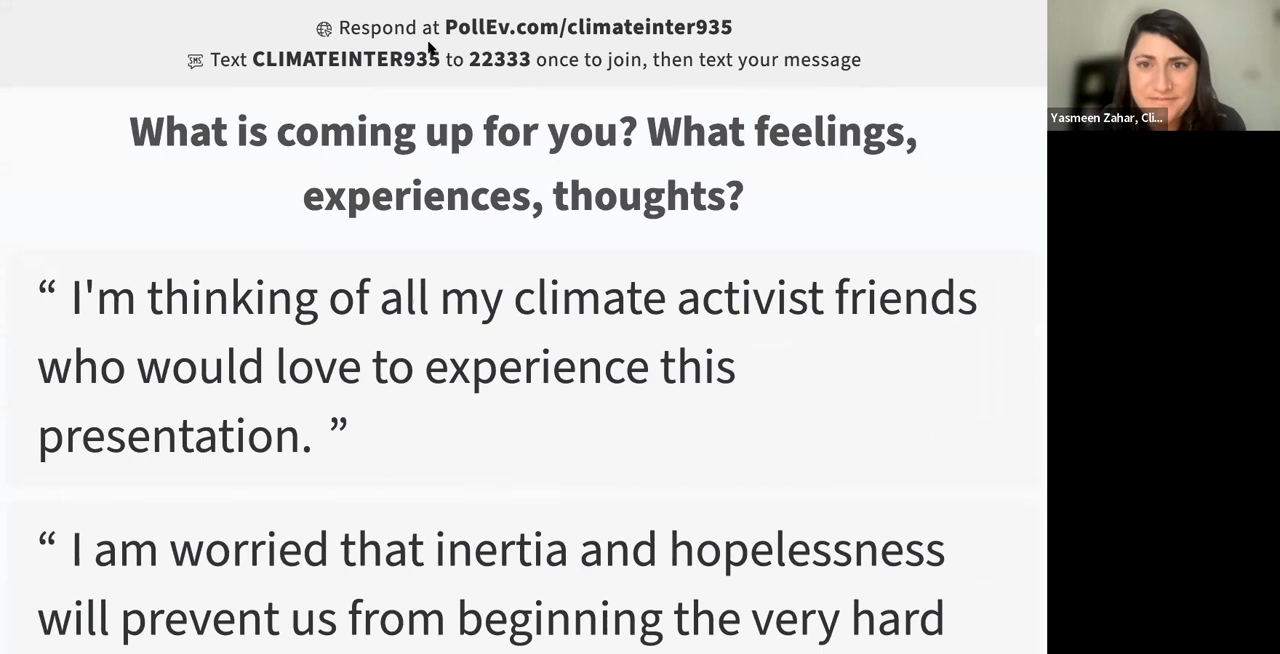 Respond at PollEv.com/climateinter935
Text CLIMATEINTER935 to 22333 once to join, then text your message
What is coming up for you? What feelings,
experiences, thoughts?
“ I'm thinking of all my climate activist friends
who would love to experience this
presentation. ”
“ I am worried that inertia and hopelessness
will prevent us from beginning the very hard
Yasmeen Zahar, Cli...